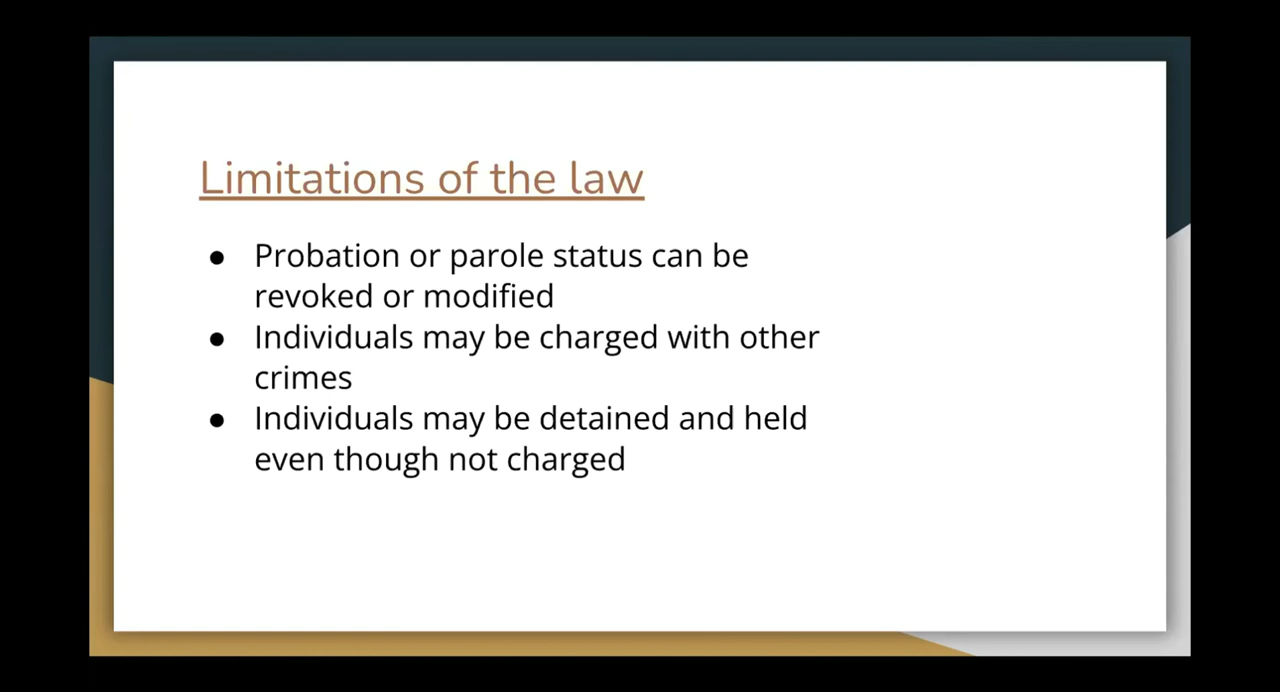 Limitations of the law
● Probation or parole status can be
revoked or modified
● Individuals may be charged with other
crimes
● Individuals may be detained and held
even though not charged